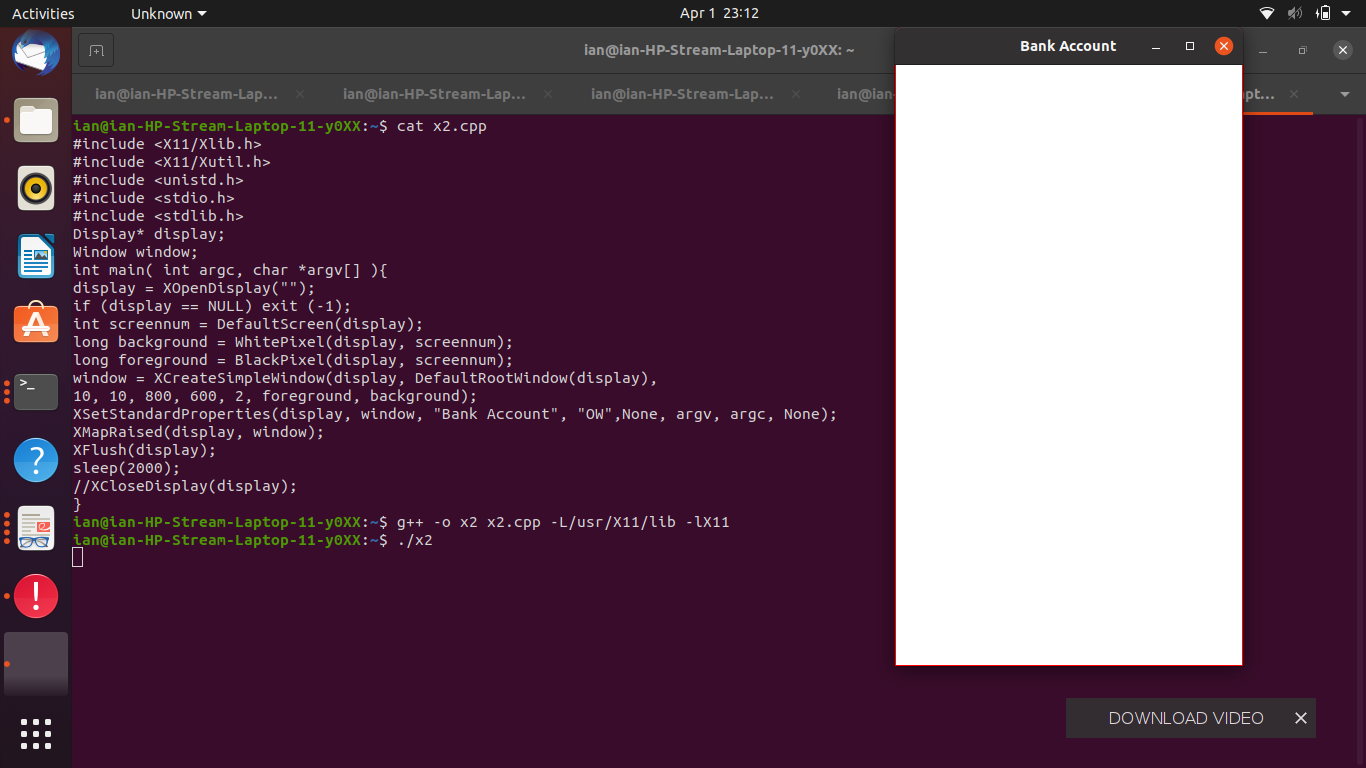 Activities
Unknown
Apr 1 23:12
ian@ian-HP-Stream-Laptop-11-y0XX: ~
Bank Account
ian@ian-HP-Stream-Lap...
ian@ian-HP-Stream-Lap...
ian@ian-HP-Stream-Lap...
ian@ian-
pt...
ian@ian-HP-Stream-Laptop-11-y0XX:~$ cat x2.cpp
#include <X11/Xlib.h>
#include <X11/Xutil.h>
#include <unistd.h>
#include <stdio.h>
#include <stdlib.h>
Display* display;
Window window;
int main( int argc, char *argv[] ){
display = XOpenDisplay("");
if (display == NULL) exit (-1);
int screennum = DefaultScreen(display);
long background = WhitePixel(display, screennum);
long foreground = BlackPixel(display, screennum);
window = XCreateSimpleWindow(display, DefaultRootWindow(display),
10, 10, 800, 600, 2, foreground, background);
XSetStandardProperties(display, window, "Bank Account", "OW",None, argv, argc, None);
XMapRaised(display, window);
XFlush(display);
sleep(2000);
//XCloseDisplay(display);
}
ian@ian-HP-Stream-Laptop-11-y0XX:~$ g++ -o x2 x2.cpp -L/usr/X11/lib -lX11
ian@ian-HP-Stream-Laptop-11-y0XX:~$ ./x2
DOWNLOAD VIDEO